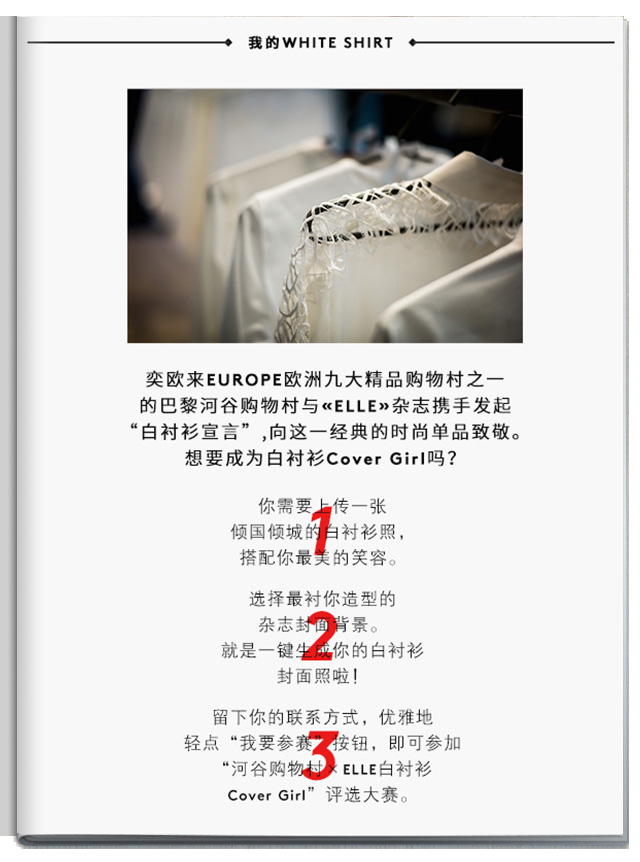 我的WHITE SHIRT
奕欧来EUROPE欧洲九大精品购物村之一
的巴黎河谷购物村与«ELLE»杂志携手发起
“白衬衫宣言”,向这一经典的时尚单品致敬。
想要成为白衬衫Cover Girl吗？
1
你需要上传一张
倾国倾城的白衬衫照，
搭配你最美的笑容。
2
选择最衬你造型的
杂志封面背景。
就是一键生成你的白衬衫
封面照啦！
3
留下你的联系方式，优雅地
轻点“我要参赛”按钮，即可参加
“河谷购物村×ELLE白衬衫
Cover Girl”评选大赛。